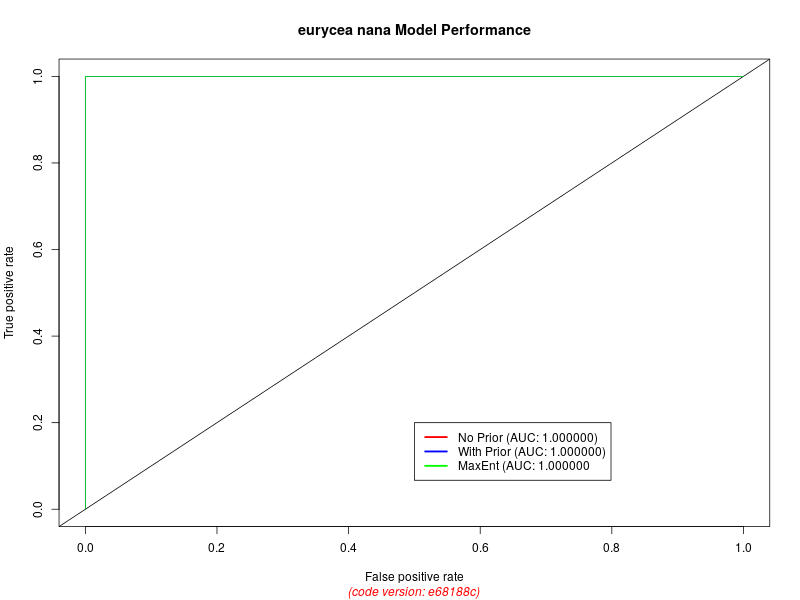 eurycea nana Model Performance
True positive rate
1.0
0.8
0.6
0.4
0.2
0.0
No Prior (AUC: 1.000000)
With Prior (AUC: 1.000000)
MaxEnt (AUC: 1.000000
0.0 0.2 0.4 0.6 0.8 1.0
False positive rate
(code version: e68188c)